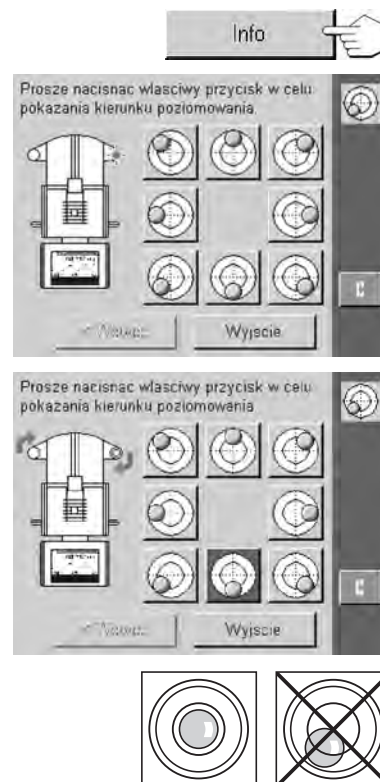 Info
Prosze nacisnac wlasciwy przycisk w celu
pokazania kierunku poziomowania.
C
Wyjscie
Prosze nacisnac wlasciwy przycisk w celu
pokazania kierunku poziomowania
C
Wyjscie